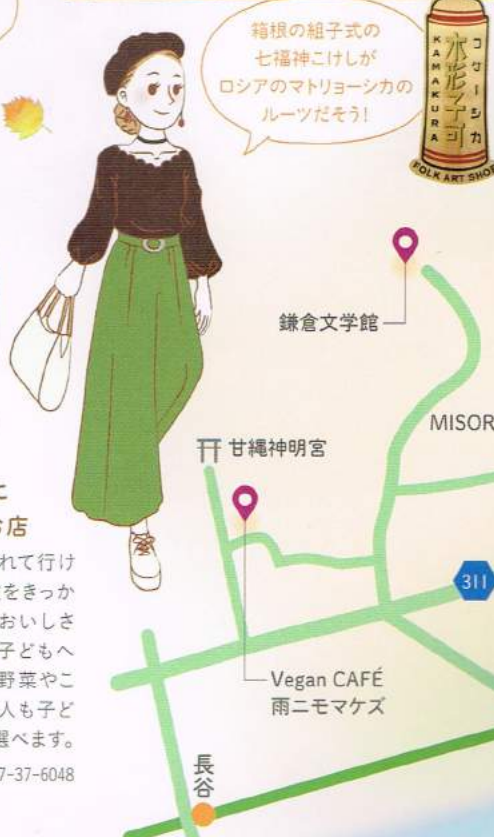 箱根の組子式の
七福神こけしが
ロシアのマトリョーシカの
ルーツだそう!
コケーシカ
木形子可
KAMAKURA
FOLK ART SHOP
鎌倉文学館
MISOR
甘縄神明宮
に
お店
れて行け
をきっか
おいしさ
子どもへ
野菜やこ
人も子ど
選べます。
7-37-6048
311
Vegan CAFÉ
雨ニモマケズ
長谷